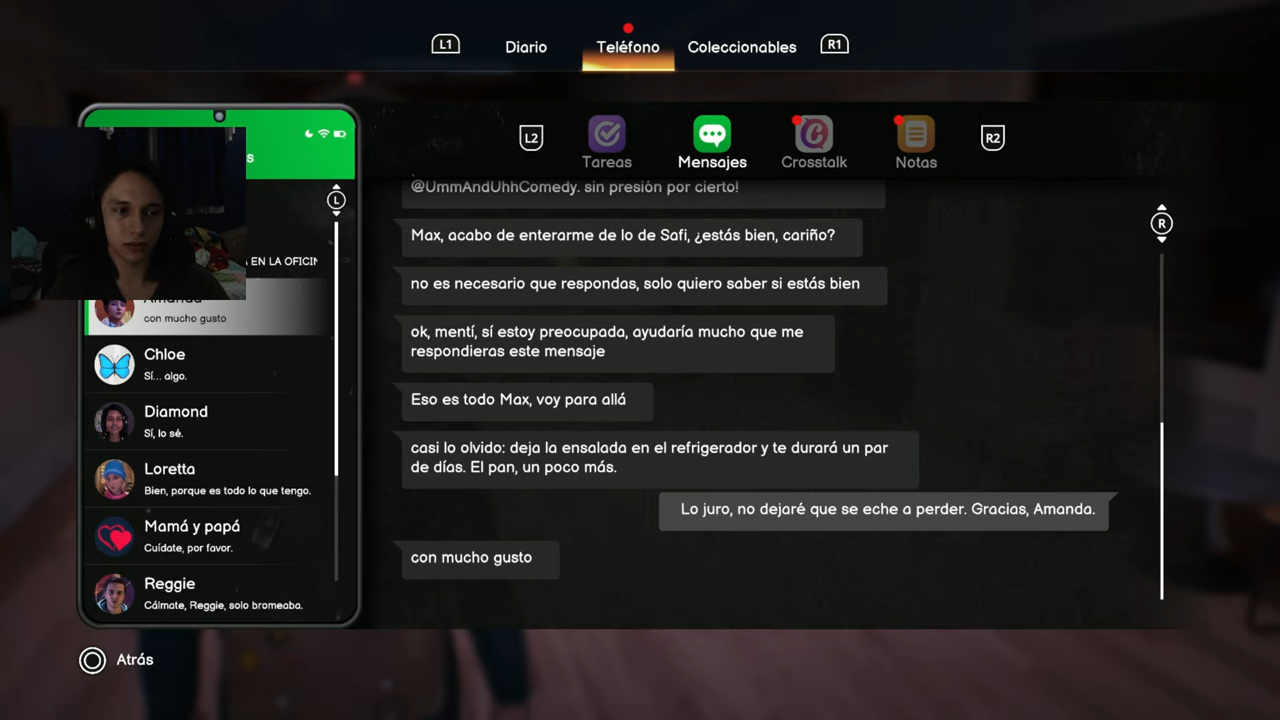 L1
Diario
Teléfono
Coleccionables
R1
L2
Tareas
Mensajes
Crosstalk
Notas
R2
s
L
EN LA OFICIN
Amanda
con mucho gusto
Chloe
Sí... algo.
Diamond
Sí, lo sé.
Loretta
Bien, porque es todo lo que tengo.
Mamá y papá
Cuídate, por favor.
Reggie
Cálmate, Reggie, solo bromeaba.
@UmmAndUhhComedy. sin presión por cierto!
Max, acabo de enterarme de lo de Safi, ¿estás bien, cariño?
no es necesario que respondas, solo quiero saber si estás bien
ok, mentí, sí estoy preocupada, ayudaría mucho que me
respondieras este mensaje
Eso es todo Max, voy para allá
casi lo olvido: deja la ensalada en el refrigerador y te durará un par
de días. El pan, un poco más.
Lo juro, no dejaré que se eche a perder. Gracias, Amanda.
con mucho gusto
R
Atrás